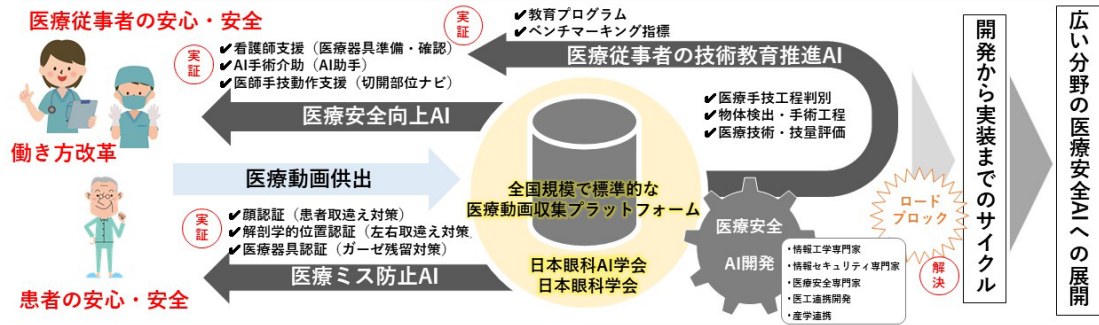 医療従事者の安心・安全
働き方改革
患者の安心・安全
実証
✔看護師支援（医療器具準備・確認）
✔AI手術介助（AI助手）
✔医師手技動作支援（切開部位ナビ）
医療安全向上AI
医療動画供出
実証
✔顔認証（患者取違え対策）
✔解剖学的位置認証（左右取違え対策
✔医療器具認証（ガーゼ残留対策）
医療ミス防止AI
実証
✔教育プログラム
✔ベンチマーキング指標
医療従事者の技術教育推進AI
✔医療手技工程判別
✔物体検出・手術工程
✔医療技術・技量評価
全国規模で標準的な
医療動画収集プラットフォーム
日本眼科AI学会
日本眼科学会
医療安全
AI開発
・情報工学専門家
・情報セキュリティ専門家
・医療安全専門家
・医工連携開発
・産学連携
ロード
ブロック
解決
開発から実装までのサイクル
広い分野の医療安全AIへの展開